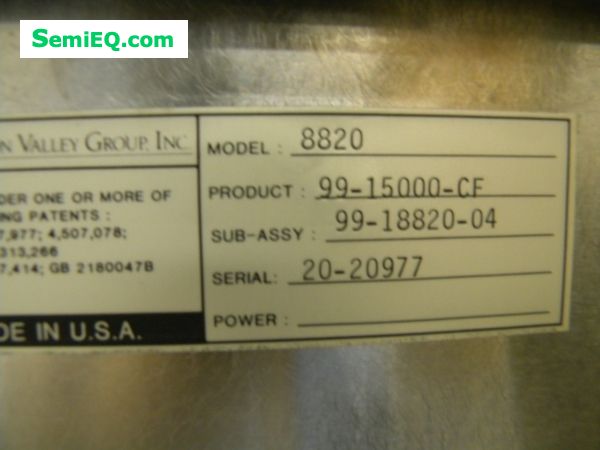 SemiEQ.com
ON VALLEY GROUP, INC
DER ONE OR MORE OF
ING PATENTS :
7,977; 4,507,078;
313,266
7,414; GB 2180047B
DE IN U.S.A.
MODEL : 8820
PRODUCT : 99-15000-CF
SUB-ASSY : 99-18820-04
SERIAL: 20-20977
POWER :